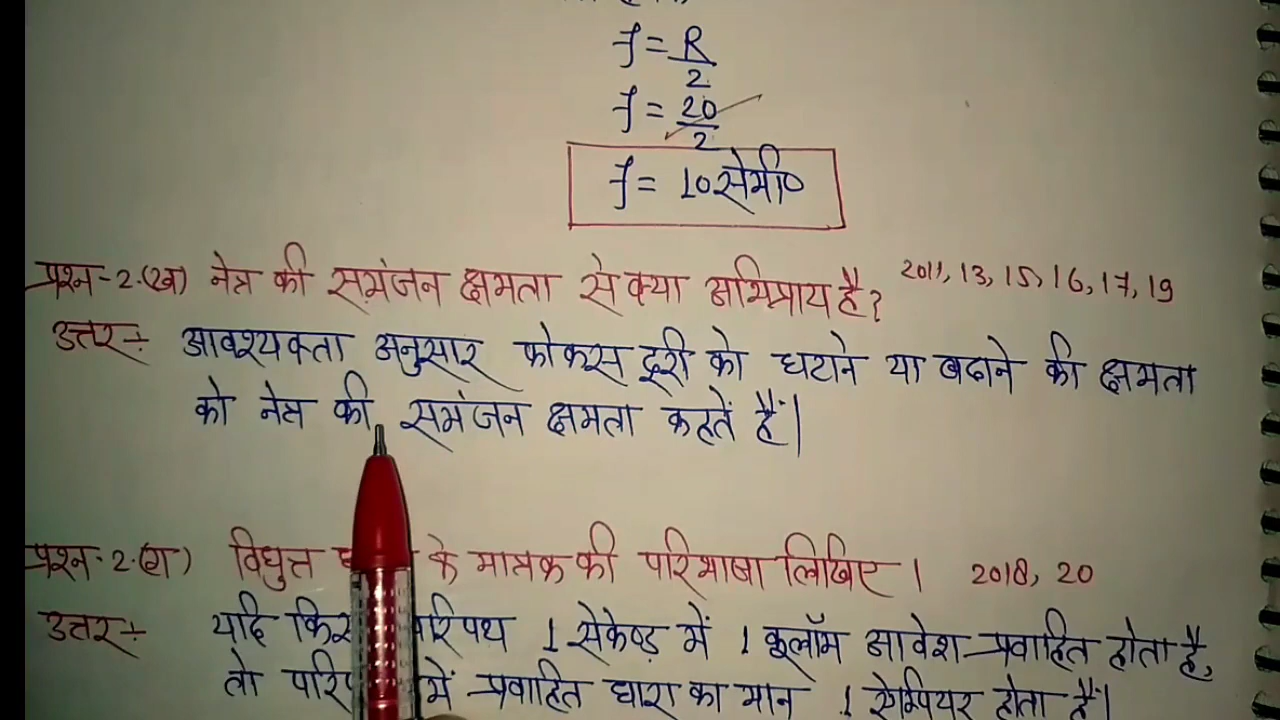 f = R/2
f = 20/2
f = 10 सेमी०
प्रश्न-2.(ख) नेत्र की समंजन क्षमता से क्या अभिप्राय है? 2011, 13, 15, 16, 17, 19
उत्तर÷ आवश्यकता अनुसार फोकस दूरी को घटाने या बढाने की क्षमता
को नेत्र की समंजन क्षमता कहतें हैं।
प्रश्न-2.(ग) विधुत्त के मात्रक की परिभाषा लिखिए। 2018, 20
उत्तर÷ यदि परिपथ 1 सेकेण्ड़ में 1 कूलॉम आवेश प्रवाहित होता है,
तो में प्रवाहित धारा का मान 1 ऐम्पियर होता हैं।